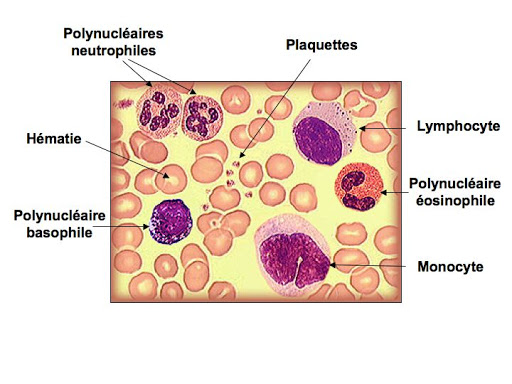 Polynucléaires
neutrophiles
Plaquettes
Hématie
Lymphocyte
Polynucléaire
éosinophile
Polynucléaire
basophile
Monocyte